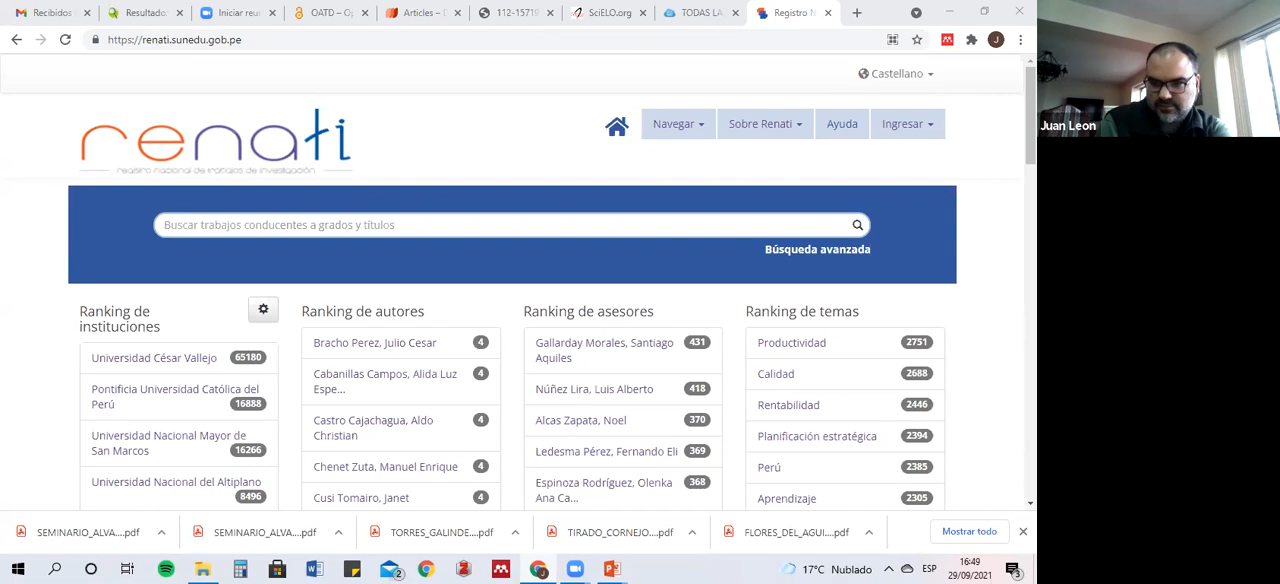 Recibidos
Resultado:
Iniciar reu
OATD – Op
Articles – D
112-15719
SciELO.org
TODAS LA
Registro N
https://renati.sunedu.gob.pe
J
Castellano
renati
registro nacional de trabajos de investigación
Navegar
Sobre Renati
Ayuda
Ingresar
Buscar trabajos conducentes a grados y títulos
Búsqueda avanzada
Ranking de
instituciones
Universidad César Vallejo 65180
Pontificia Universidad Católica del
Perú 16888
Universidad Nacional Mayor de
San Marcos 16266
Universidad Nacional del Altiplano
8496
Ranking de autores
Bracho Perez, Julio Cesar 4
Cabanillas Campos, Alida Luz 4
Espe...
Castro Cajachagua, Aldo 4
Christian
Chenet Zuta, Manuel Enrique 4
Cusi Tomairo, Janet 4
Ranking de asesores
Gallarday Morales, Santiago 431
Aquiles
Núñez Lira, Luis Alberto 418
Alcas Zapata, Noel 370
Ledesma Pérez, Fernando Eli 369
Espinoza Rodríguez, Olenka 368
Ana Ca...
Ranking de temas
Productividad 2751
Calidad 2688
Rentabilidad 2446
Planificación estratégica 2394
Perú 2385
Aprendizaje 2305
SEMINARIO_ALVA....pdf
SEMINARIO_ALVA....pdf
TORRES_GALINDE....pdf
TIRADO_CORNEJO....pdf
FLORES_DEL_AGUI....pdf
Mostrar todo
2
17°C Nublado
ESP
16:49
29/09/2021
3
Juan Leon